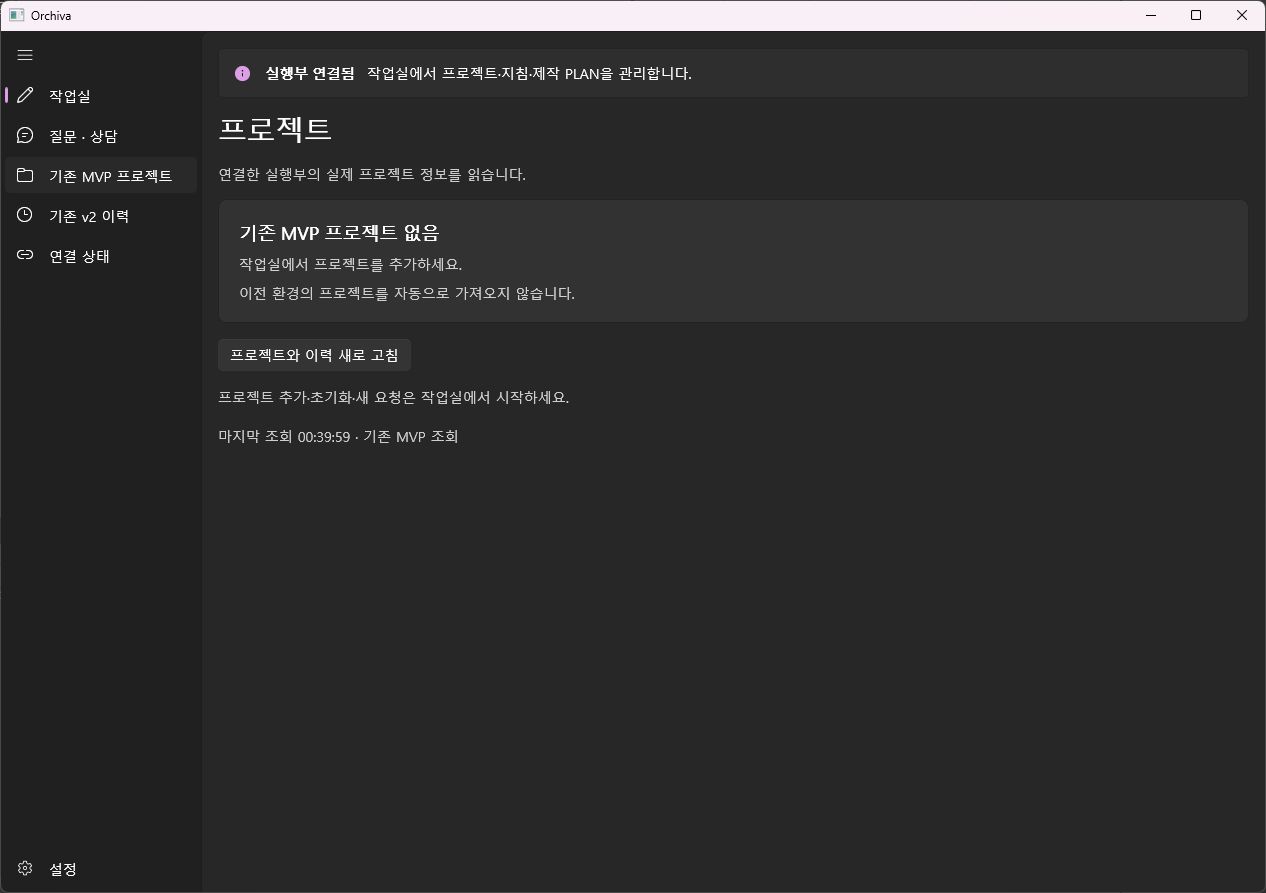 Orchiva
작업실
질문 · 상담
기존 MVP 프로젝트
기존 v2 이력
연결 상태
설정
실행부 연결됨 작업실에서 프로젝트·지침·제작 PLAN을 관리합니다.
프로젝트
연결한 실행부의 실제 프로젝트 정보를 읽습니다.
기존 MVP 프로젝트 없음
작업실에서 프로젝트를 추가하세요.
이전 환경의 프로젝트를 자동으로 가져오지 않습니다.
프로젝트와 이력 새로 고침
프로젝트 추가·초기화·새 요청은 작업실에서 시작하세요.
마지막 조회 00:39:59 · 기존 MVP 조회